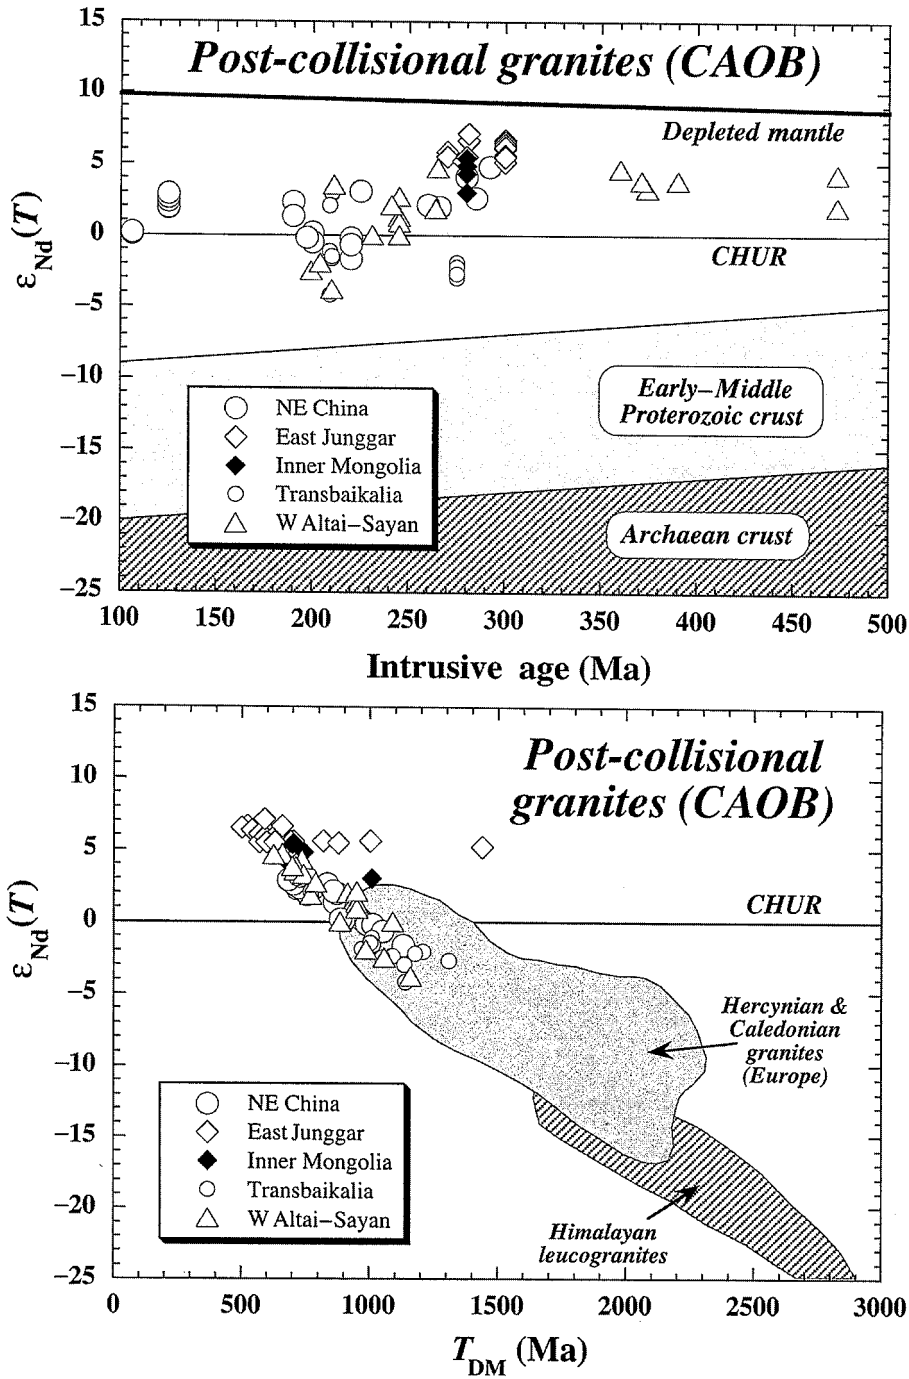 Post-collisional granites (CAOB)
15
10
5
0
−5
−10
−15
−20
−25
εNd(T)
Depleted mantle
CHUR
Early–Middle
Proterozoic crust
Archaean crust
NE China
East Junggar
Inner Mongolia
Transbaikalia
W Altai–Sayan
100 150 200 250 300 350 400 450 500
Intrusive age (Ma)
Post-collisional
granites (CAOB)
15
10
5
0
−5
−10
−15
−20
−25
εNd(T)
CHUR
Hercynian &
Caledonian
granites
(Europe)
NE China
East Junggar
Inner Mongolia
Transbaikalia
W Altai–Sayan
Himalayan
leucogranites
0 500 1000 1500 2000 2500 3000
TDM (Ma)